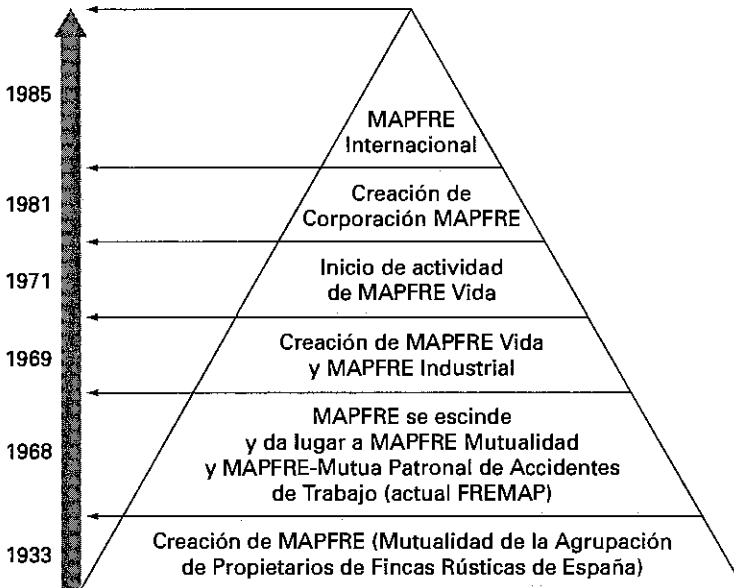 1985
MAPFRE
Internacional
1981
Creación de
Corporación MAPFRE
1971
Inicio de actividad
de MAPFRE Vida
1969
Creación de MAPFRE Vida
y MAPFRE Industrial
1968
MAPFRE se escinde
y da lugar a MAPFRE Mutualidad
y MAPFRE-Mutua Patronal de Accidentes
de Trabajo (actual FREMAP)
1933
Creación de MAPFRE (Mutualidad de la Agrupación
de Propietarios de Fincas Rústicas de España)